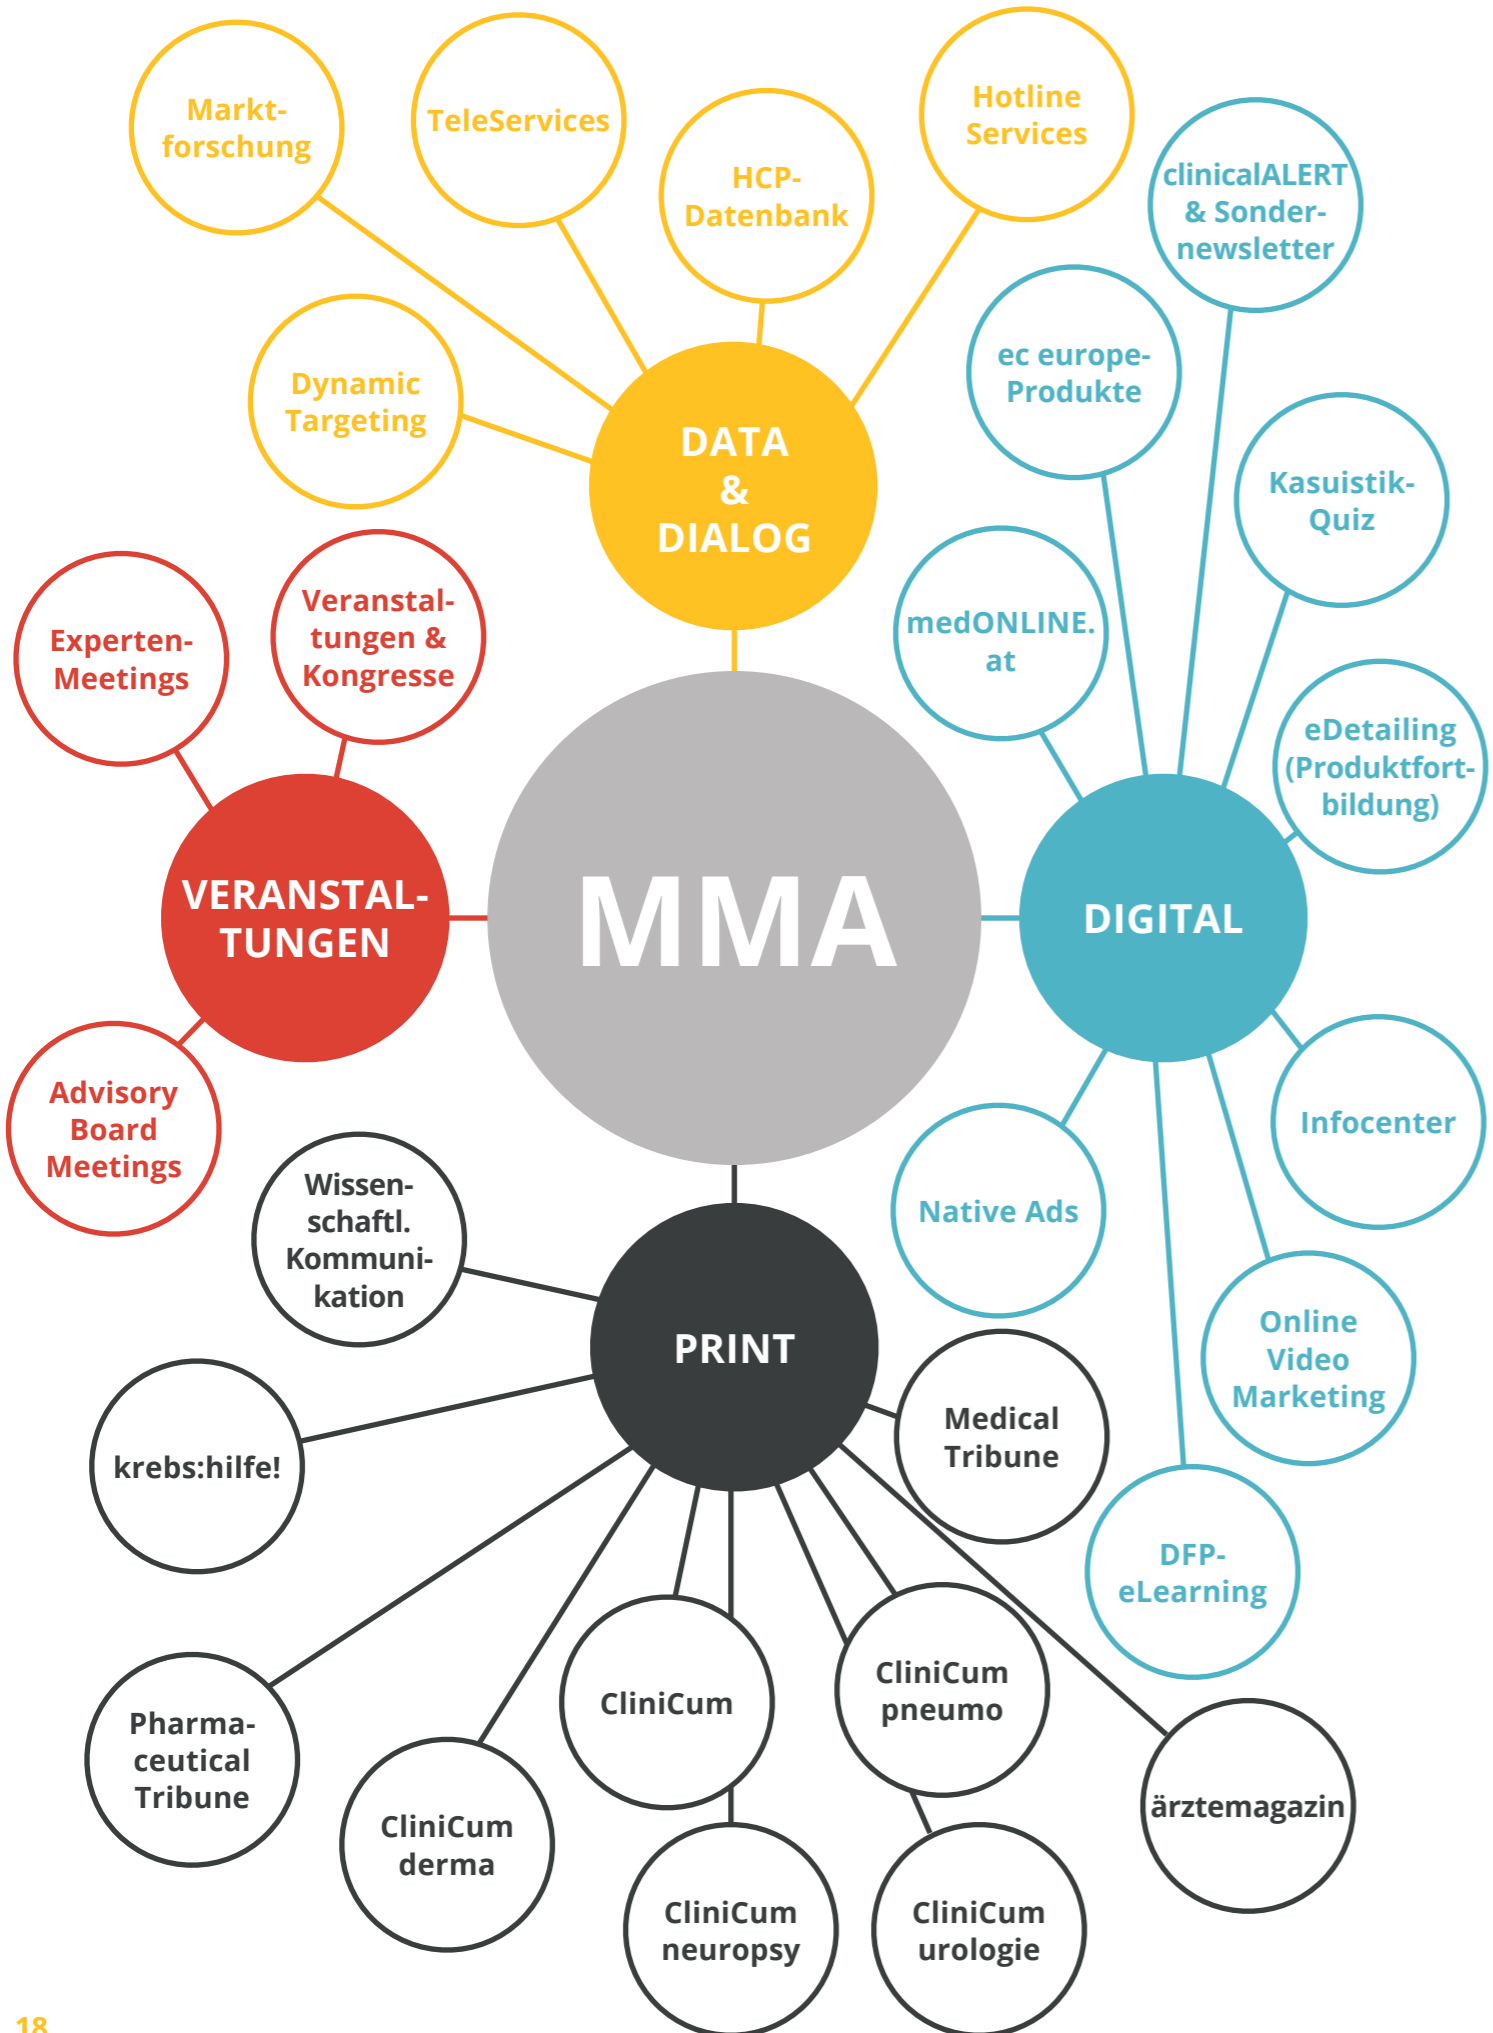 Markt-
forschung
TeleServices
HCP-
Datenbank
Hotline
Services
Dynamic
Targeting
DATA
&
DIALOG
clinicalALERT
& Sonder-
newsletter
ec europe-
Produkte
Kasuistik-
Quiz
medONLINE.
at
eDetailing
(Produktfort-
bildung)
Experten-
Meetings
Veranstal-
tungen &
Kongresse
VERANSTAL-
TUNGEN
MMA
DIGITAL
Advisory
Board
Meetings
Infocenter
Native Ads
Online
Video
Marketing
DFP-
eLearning
Wissen-
schaftl.
Kommuni-
kation
PRINT
krebs:hilfe!
Medical
Tribune
Pharma-
ceutical
Tribune
CliniCum
derma
CliniCum
CliniCum
pneumo
ärztemagazin
CliniCum
neuropsy
CliniCum
urologie
18